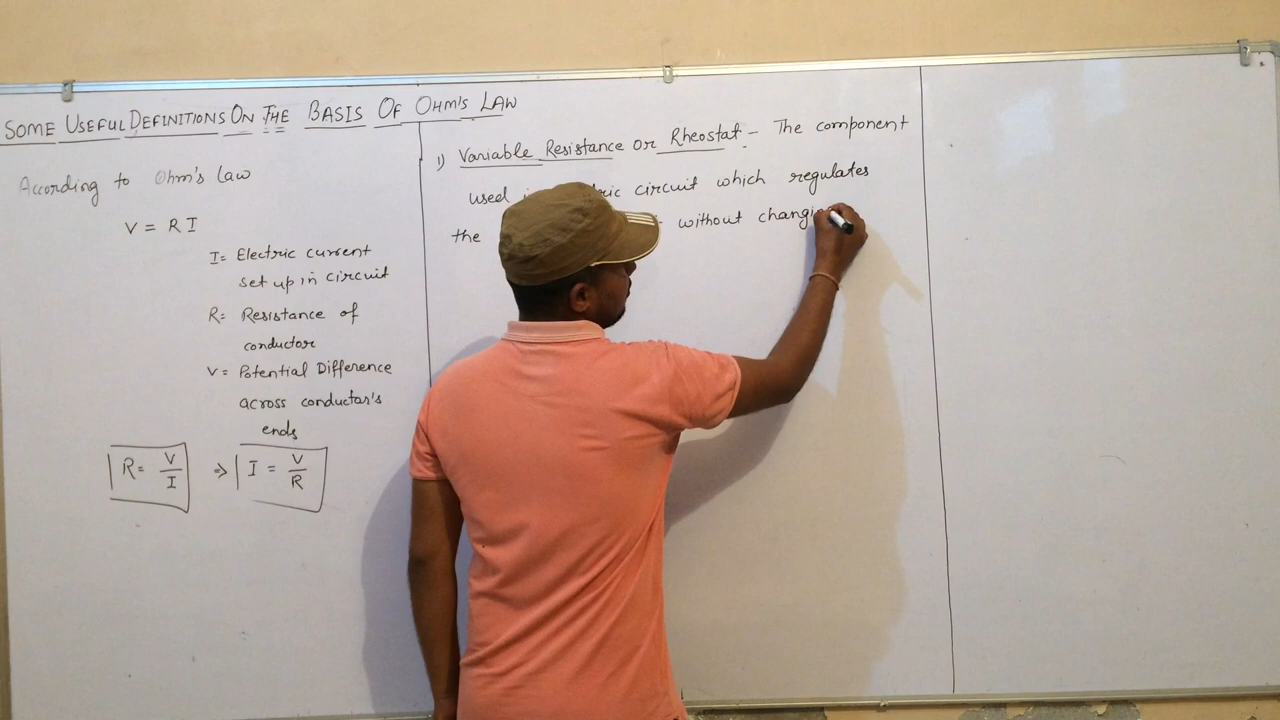 SOME USEFUL DEFINITIONS ON THE BASIS OF OHM'S LAW
According to Ohm's law
V = R I
I = Electric current
set up in circuit
R = Resistance of
conductor
V = Potential Difference
across conductor's
ends
R = V/I ⇒ I = V/R
1) Variable Resistance or Rheostat - The component
used circuit which regulates
the without